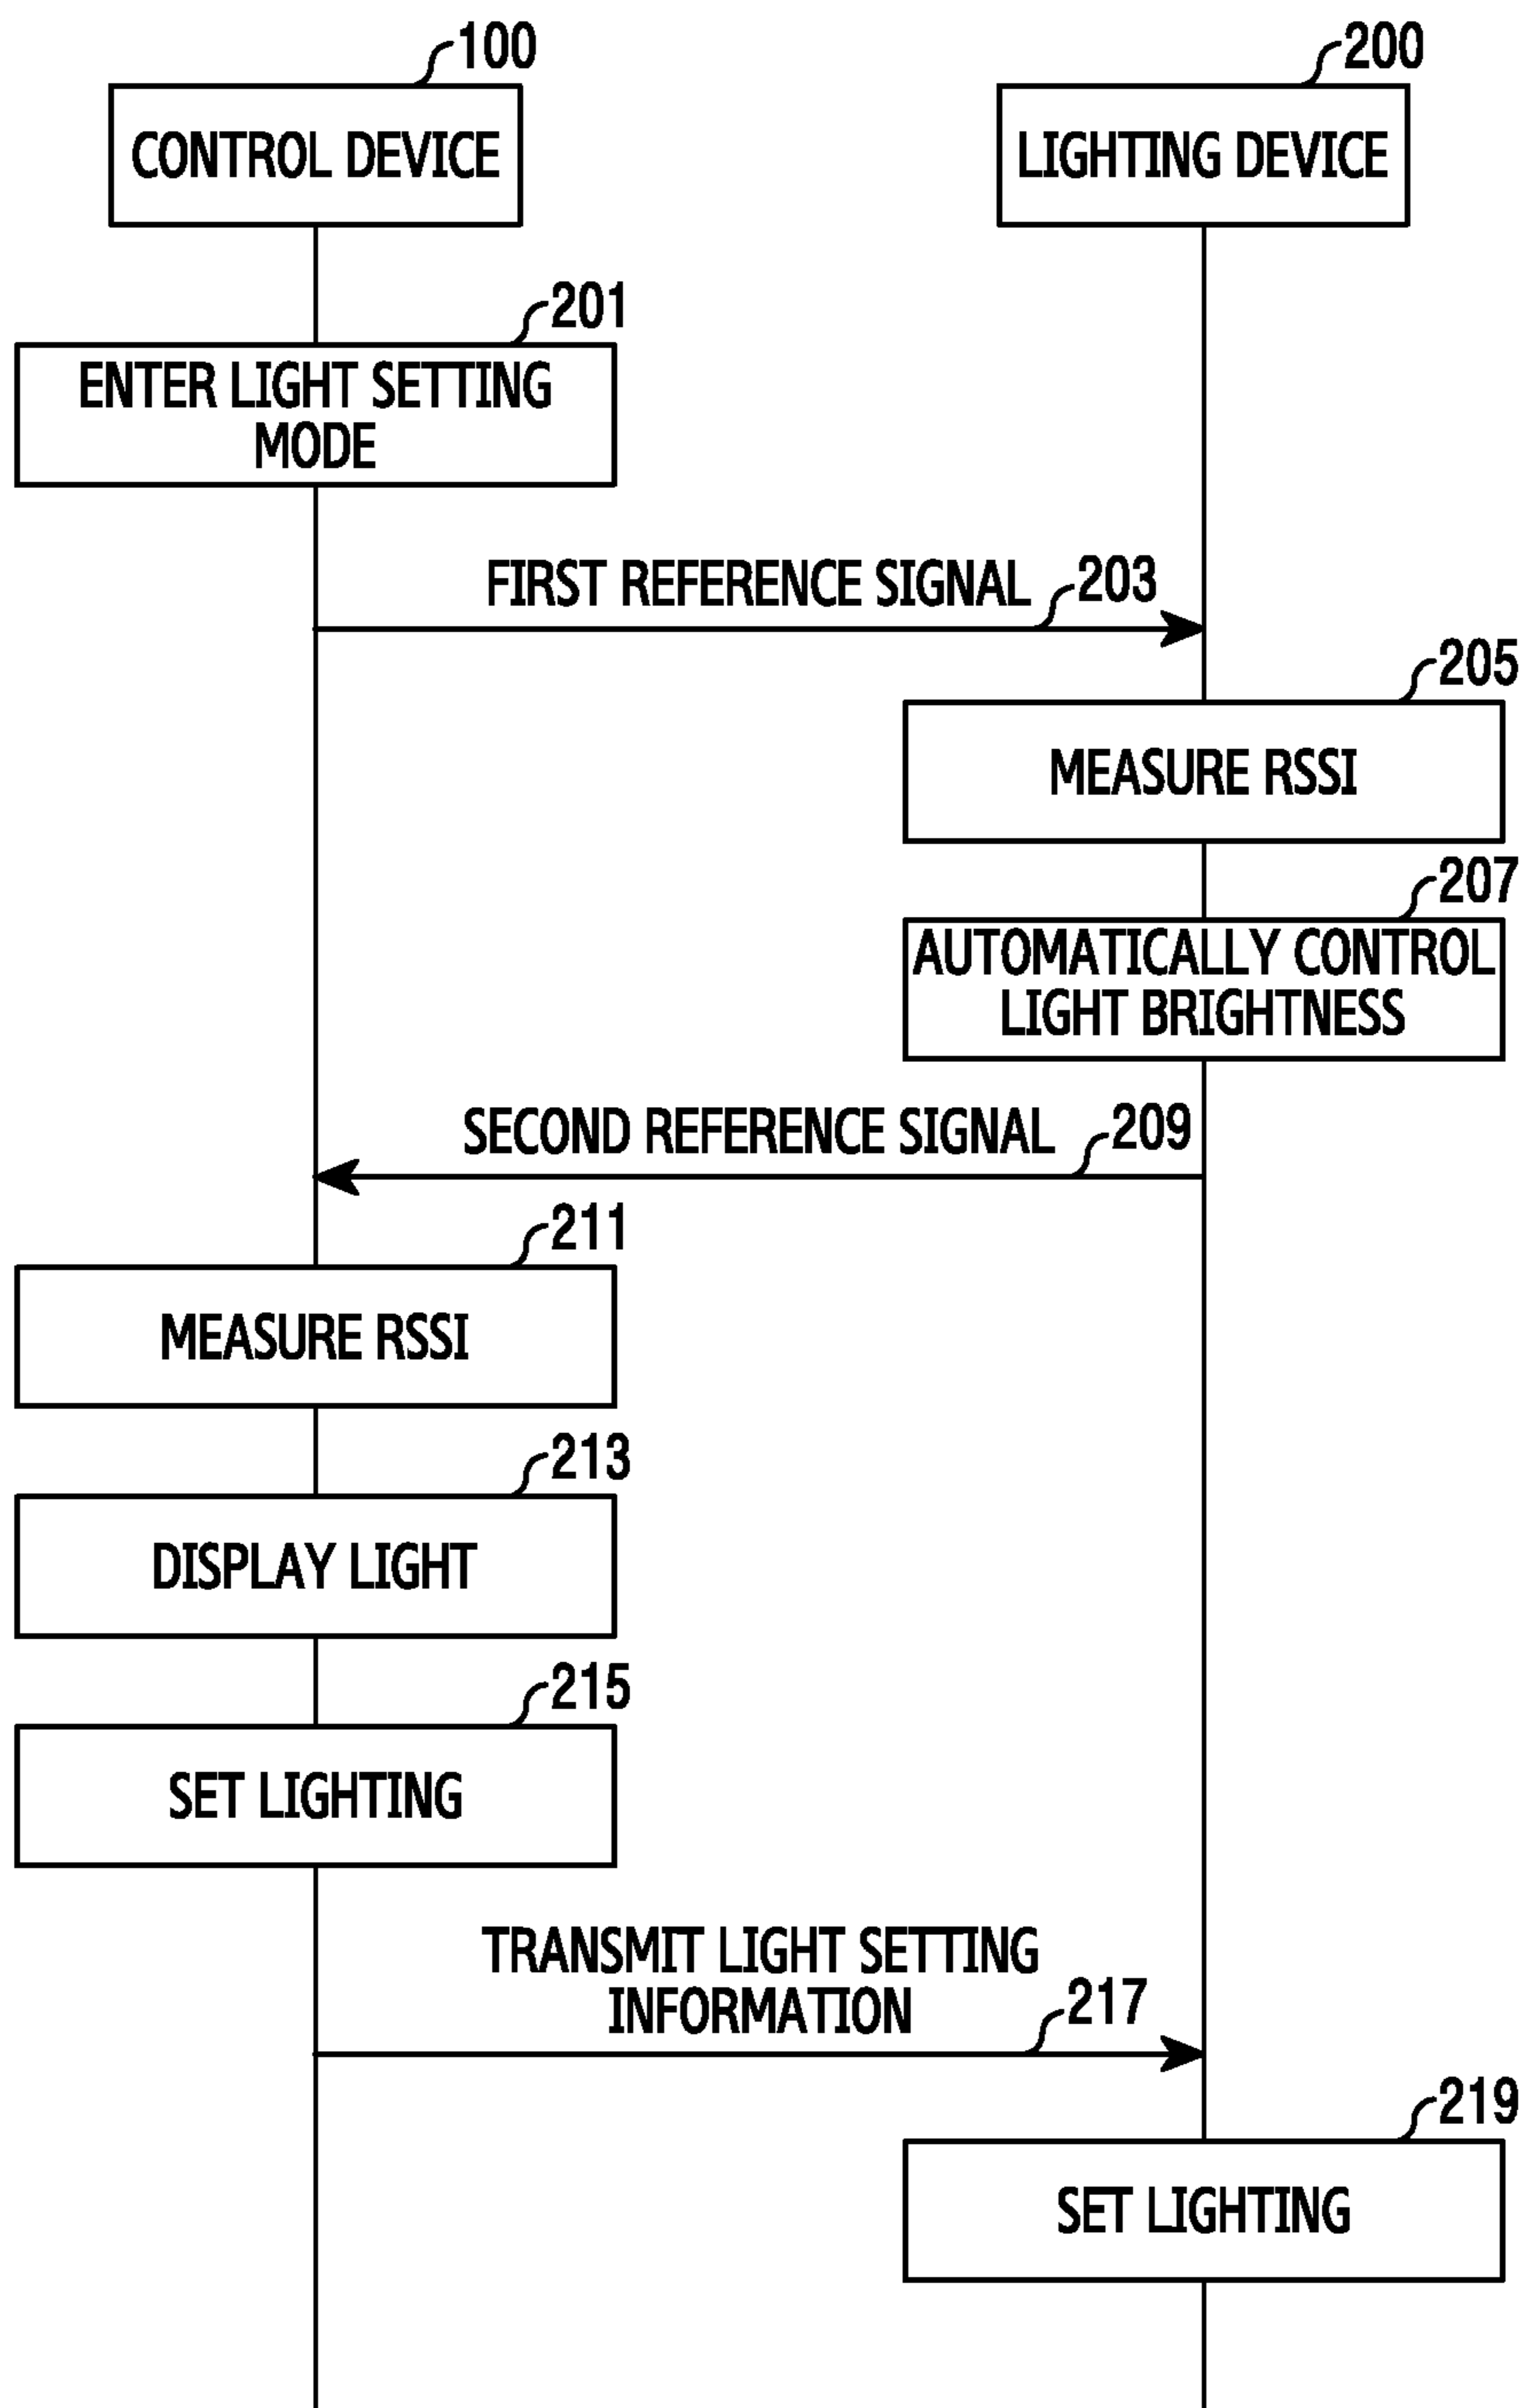 100
200
CONTROL DEVICE
LIGHTING DEVICE
201
ENTER LIGHT SETTING
MODE
FIRST REFERENCE SIGNAL
203
205
MEASURE RSSI
207
AUTOMATICALLY CONTROL
LIGHT BRIGHTNESS
SECOND REFERENCE SIGNAL
209
211
MEASURE RSSI
213
DISPLAY LIGHT
215
SET LIGHTING
TRANSMIT LIGHT SETTING
INFORMATION
217
219
SET LIGHTING